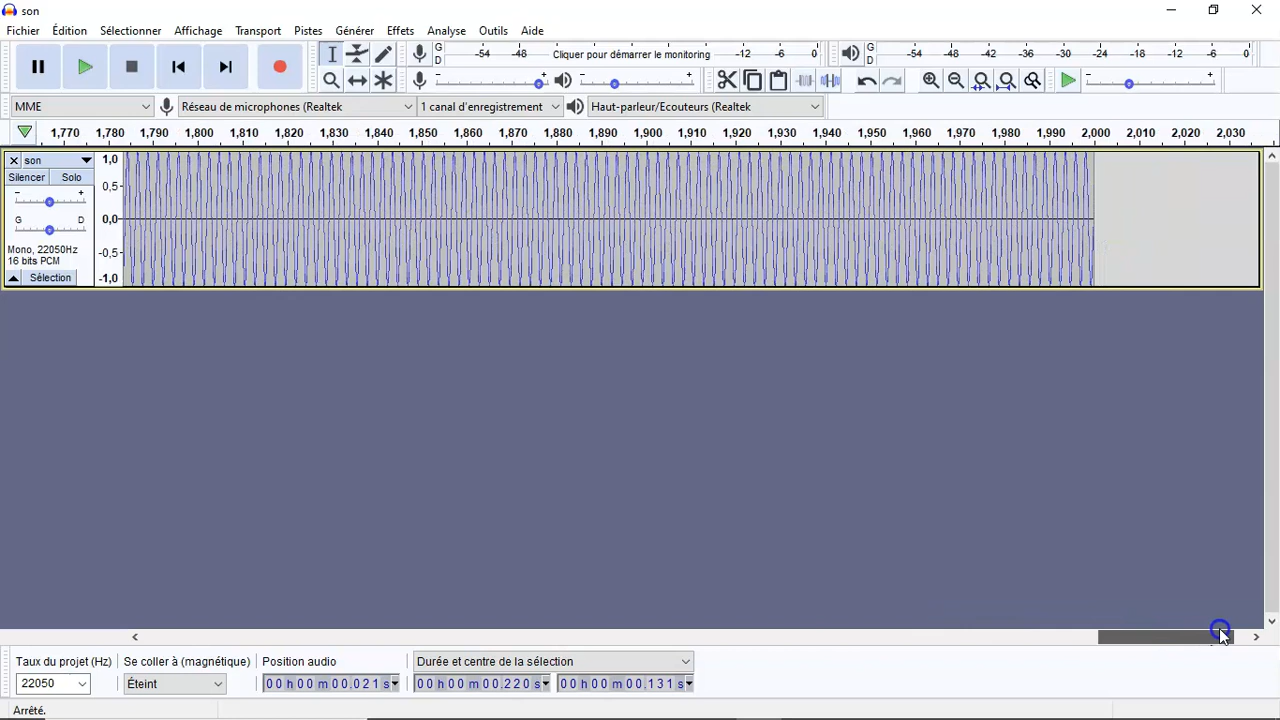 son
Fichier Édition Sélectionner Affichage Transport Pistes Générer Effets Analyse Outils Aide
G D -54 -48 Cliquer pour démarrer le monitoring -12 -6 0 G D -54 -48 -42 -36 -30 -24 -18 -12 -6 0
- + - + - +
MME Réseau de microphones (Realtek 1 canal d'enregistrement Haut-parleur/Ecouteurs (Realtek
1,770 1,780 1,790 1,800 1,810 1,820 1,830 1,840 1,850 1,860 1,870 1,880 1,890 1,900 1,910 1,920 1,930 1,940 1,950 1,960 1,970 1,980 1,990 2,000 2,010 2,020 2,030
son 1,0
Silencer Solo
0,5
- +
G D 0,0
Mono, 22050Hz
-0,5
16 bits PCM
Sélection -1,0
Taux du projet (Hz) Se coller à (magnétique) Position audio Durée et centre de la sélection
22050 Éteint 00 h 00 m 00.021 s 00 h 00 m 00.220 s 00 h 00 m 00.131 s
Arrêté.